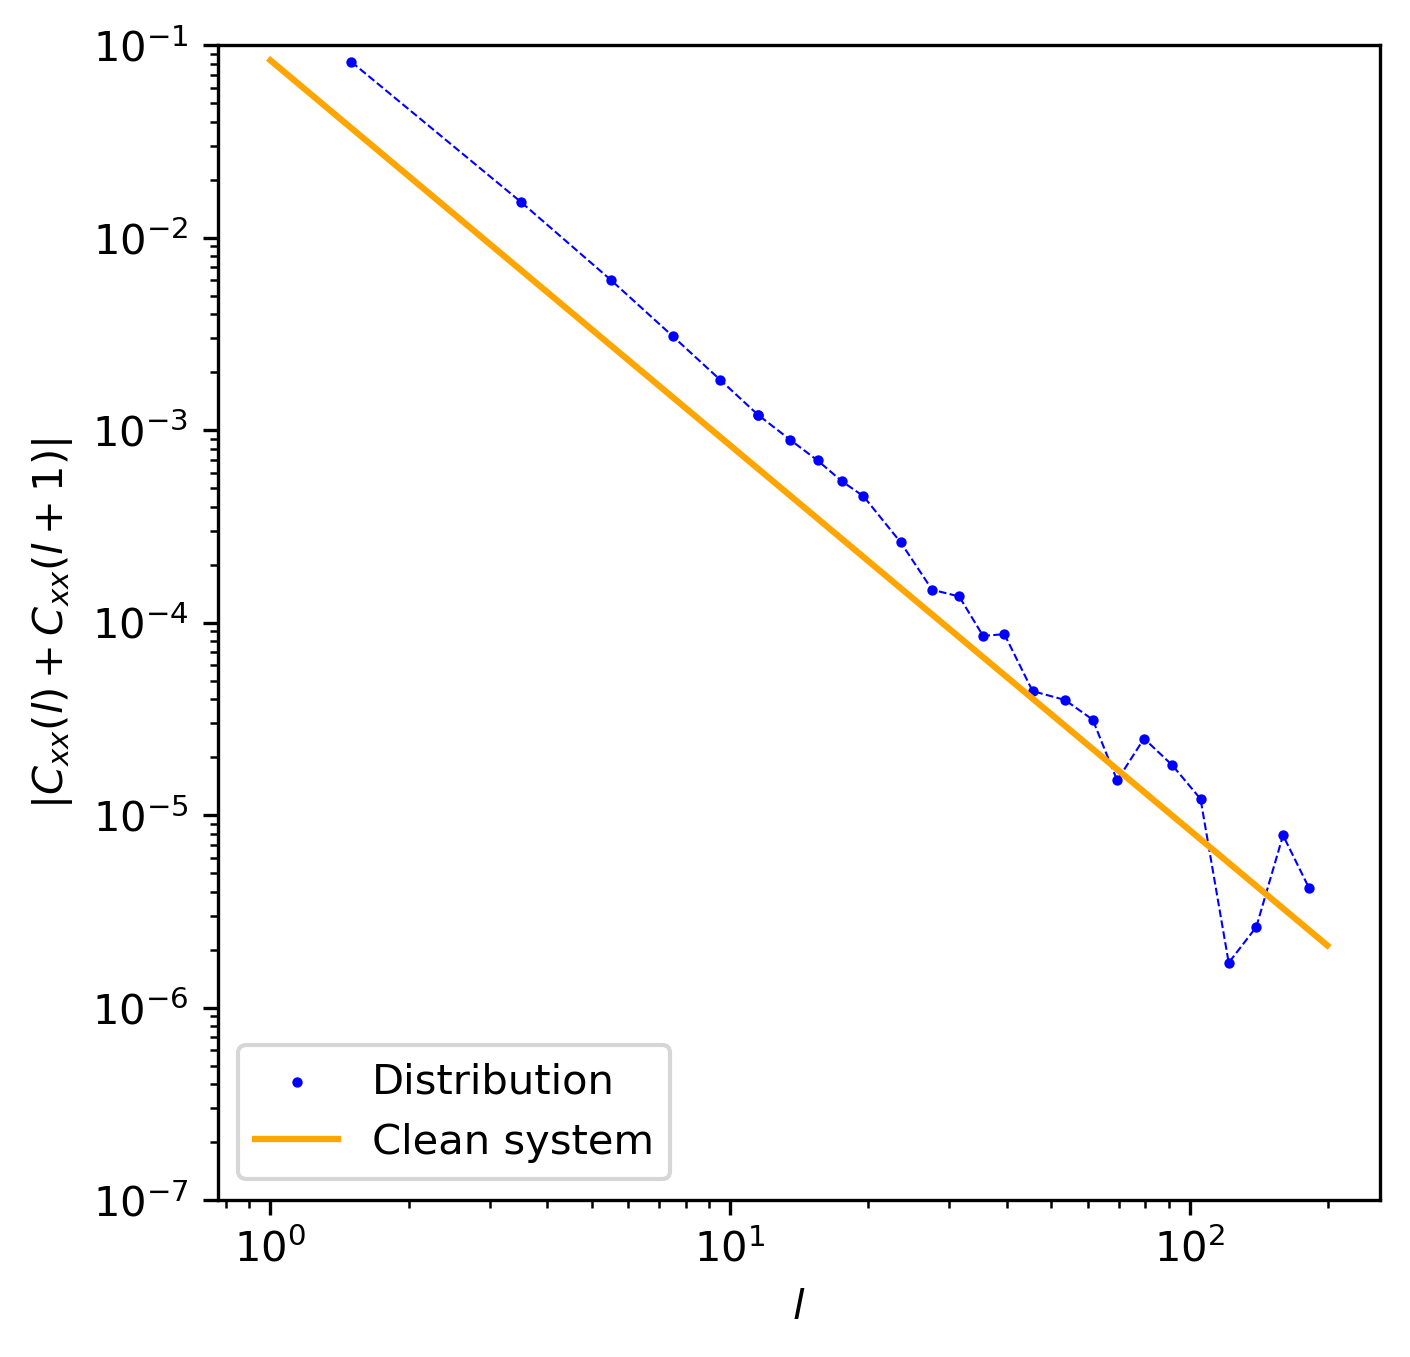 |C_{xx}(l) + C_{xx}(l + 1)|
10^{-1}
10^{-2}
10^{-3}
10^{-4}
10^{-5}
10^{-6}
10^{-7}
Distribution
Clean system
10^{0} 10^{1} 10^{2}
l